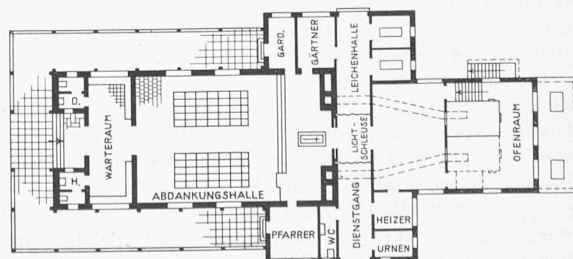 GARD.
GÄRTNER
LEICHENHALLE
D.
WARTERAUM
LICHT-
SCHLEUSE
OFENRAUM
H.
ABDANKUNGSHALLE
PFARRER
WC
DIENSTGANG
HEIZER
URNEN